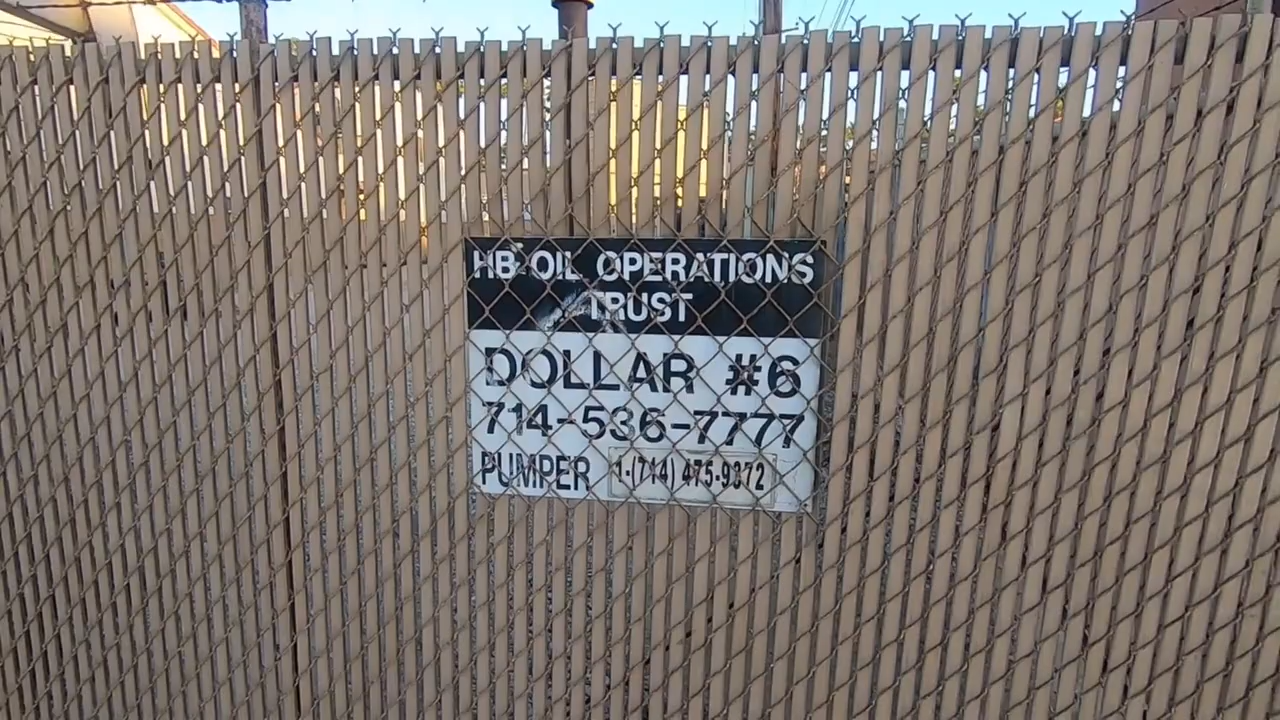 HB OIL OPERATIONS
TRUST
DOLLAR #6
714-536-7777
PUMPER 1-(714) 475-9372